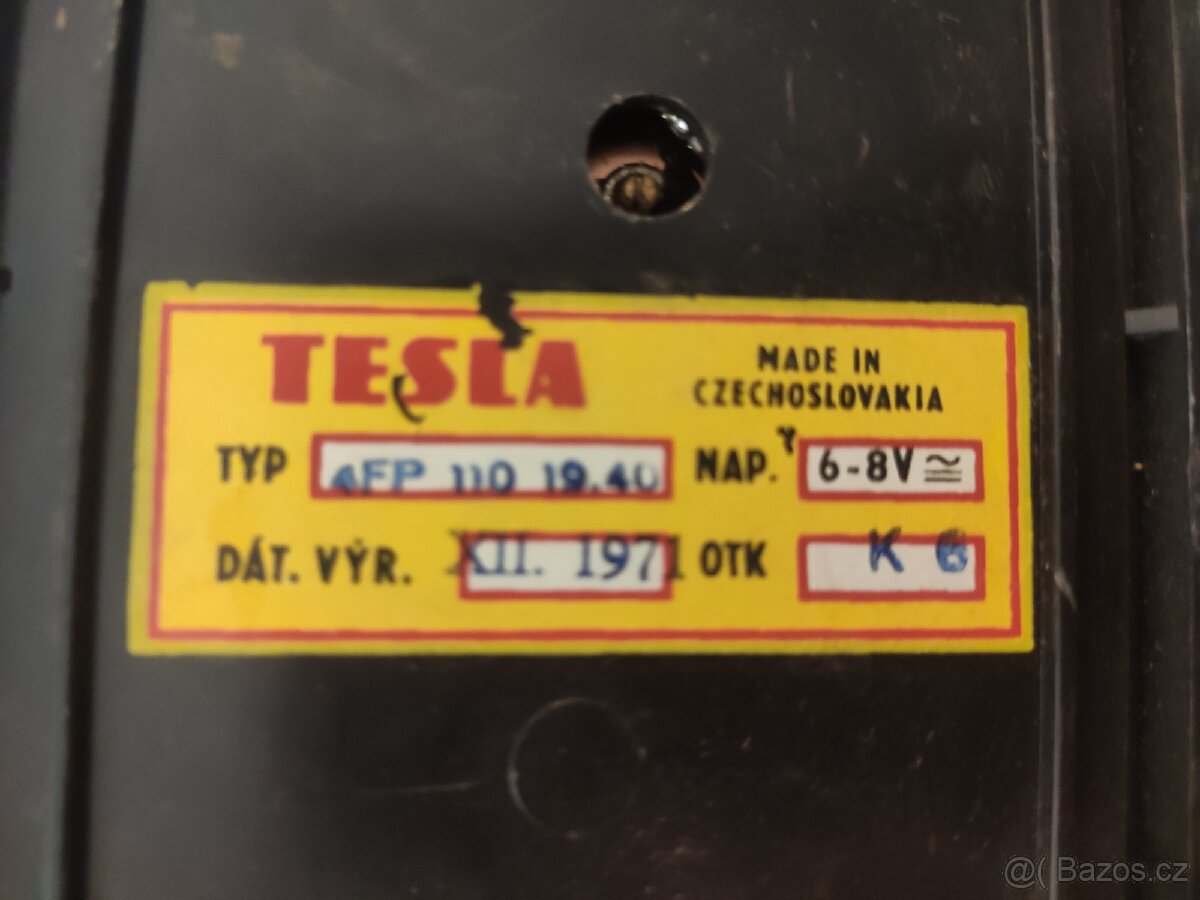 TESLA
MADE IN
CZECHOSLOVAKIA
TYP 4FP 110 19.40 NAP. 6-8V ≂
DÁT. VÝR. XII. 1971 OTK K 6
@( Bazos.cz